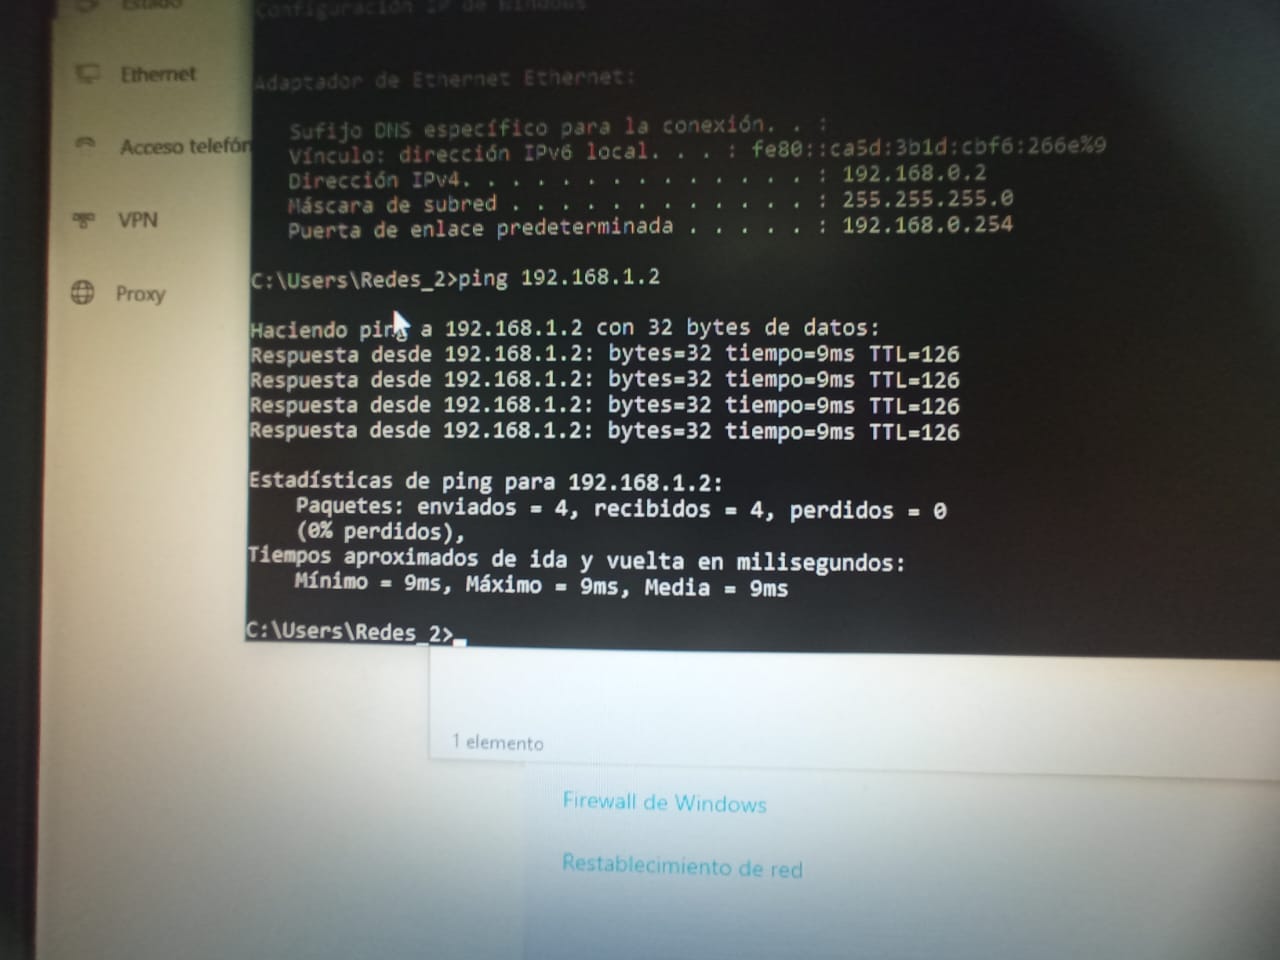 Estado
Ethernet
Acceso telefón
VPN
Proxy
Configuración IP de Windows
Adaptador de Ethernet Ethernet:
Sufijo DNS específico para la conexión. . :
Vínculo: dirección IPv6 local. . . : fe80::ca5d:3b1d:cbf6:266e%9
Dirección IPv4. . . . . . . . . . . . . . : 192.168.0.2
Máscara de subred . . . . . . . . . . . . : 255.255.255.0
Puerta de enlace predeterminada . . . . . : 192.168.0.254
C:\Users\Redes_2>ping 192.168.1.2
Haciendo ping a 192.168.1.2 con 32 bytes de datos:
Respuesta desde 192.168.1.2: bytes=32 tiempo=9ms TTL=126
Respuesta desde 192.168.1.2: bytes=32 tiempo=9ms TTL=126
Respuesta desde 192.168.1.2: bytes=32 tiempo=9ms TTL=126
Respuesta desde 192.168.1.2: bytes=32 tiempo=9ms TTL=126
Estadísticas de ping para 192.168.1.2:
Paquetes: enviados = 4, recibidos = 4, perdidos = 0
(0% perdidos),
Tiempos aproximados de ida y vuelta en milisegundos:
Mínimo = 9ms, Máximo = 9ms, Media = 9ms
C:\Users\Redes_2>
1 elemento
Firewall de Windows
Restablecimiento de red